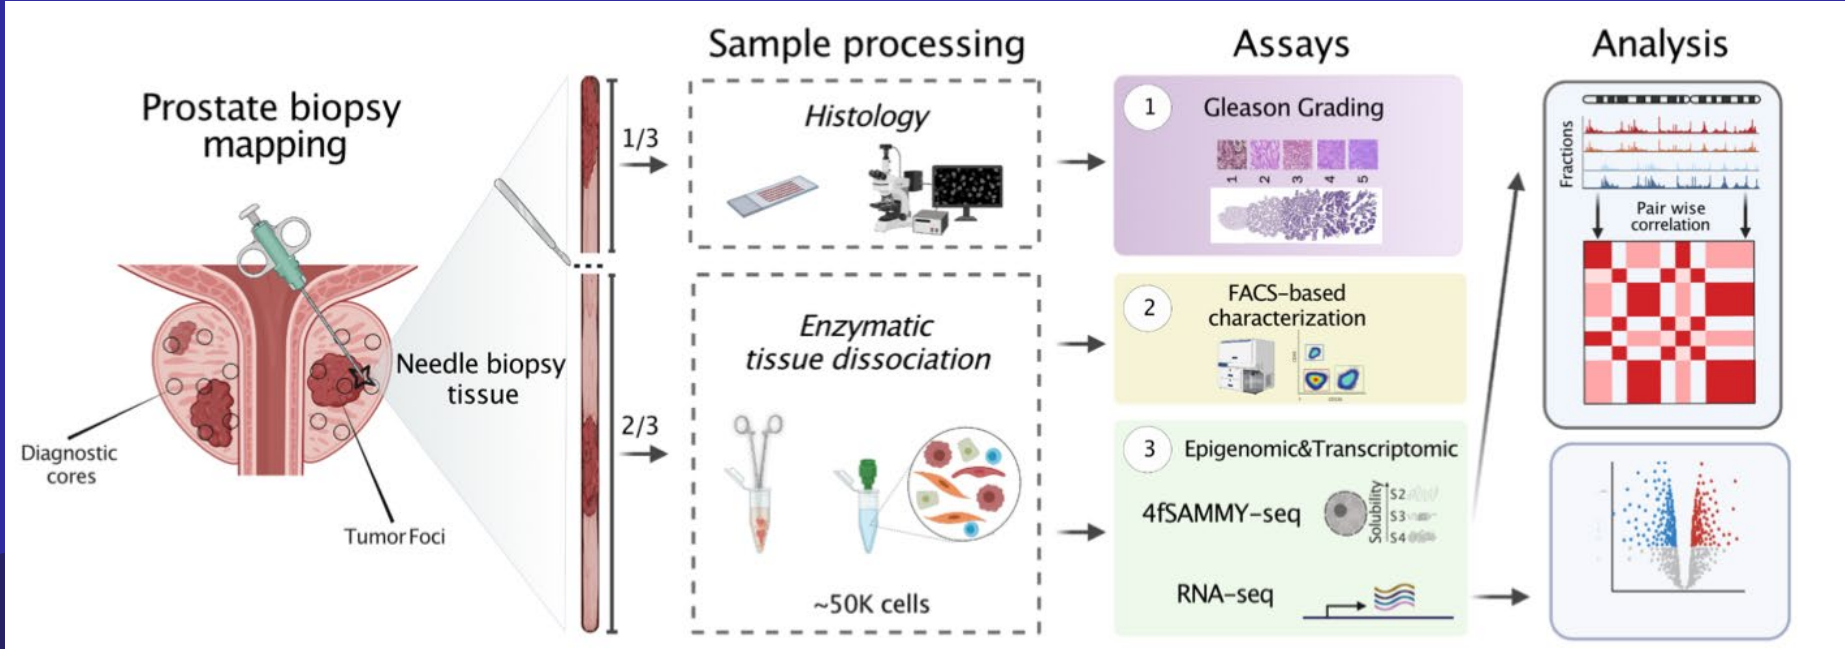 Prostate biopsy
mapping
Needle biopsy
tissue
Diagnostic
cores
Tumor Foci
1/3
2/3
Sample processing
Histology
Enzymatic
tissue dissociation
~50K cells
Assays
1
Gleason Grading
1 2 3 4 5
2
FACS-based
characterization
3
Epigenomic&Transcriptomic
4fSAMMY-seq
Solubility
S2
S3
S4
RNA-seq
Analysis
Fractions
Pair wise
correlation